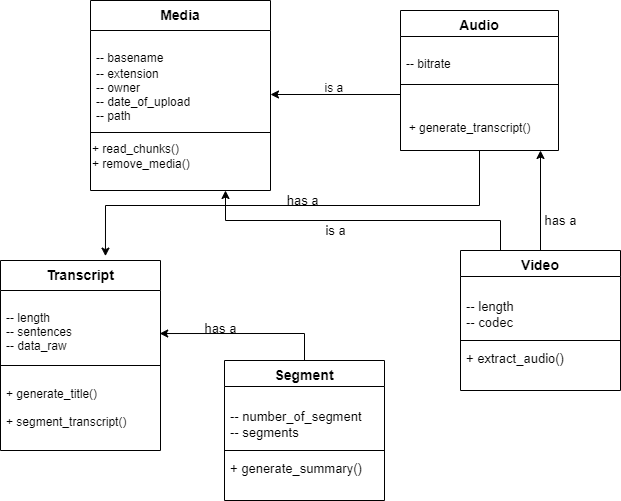 Media
-- basename
-- extension
-- owner
-- date_of_upload
-- path
+ read_chunks()
+ remove_media()
is a
Audio
-- bitrate
+ generate_transcript()
has a
is a
has a
Transcript
-- length
-- sentences
-- data_raw
+ generate_title()
+ segment_transcript()
has a
Segment
-- number_of_segment
-- segments
+ generate_summary()
Video
-- length
-- codec
+ extract_audio()